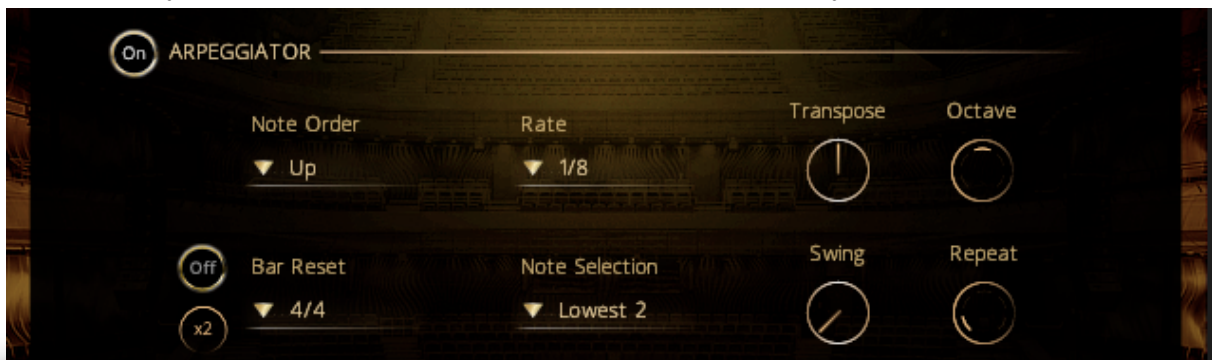 On ARPEGGIATOR
Transpose Octave
Note Order Rate
Up 1/8
Swing Repeat
Off Bar Reset Note Selection
4/4 Lowest 2
x2